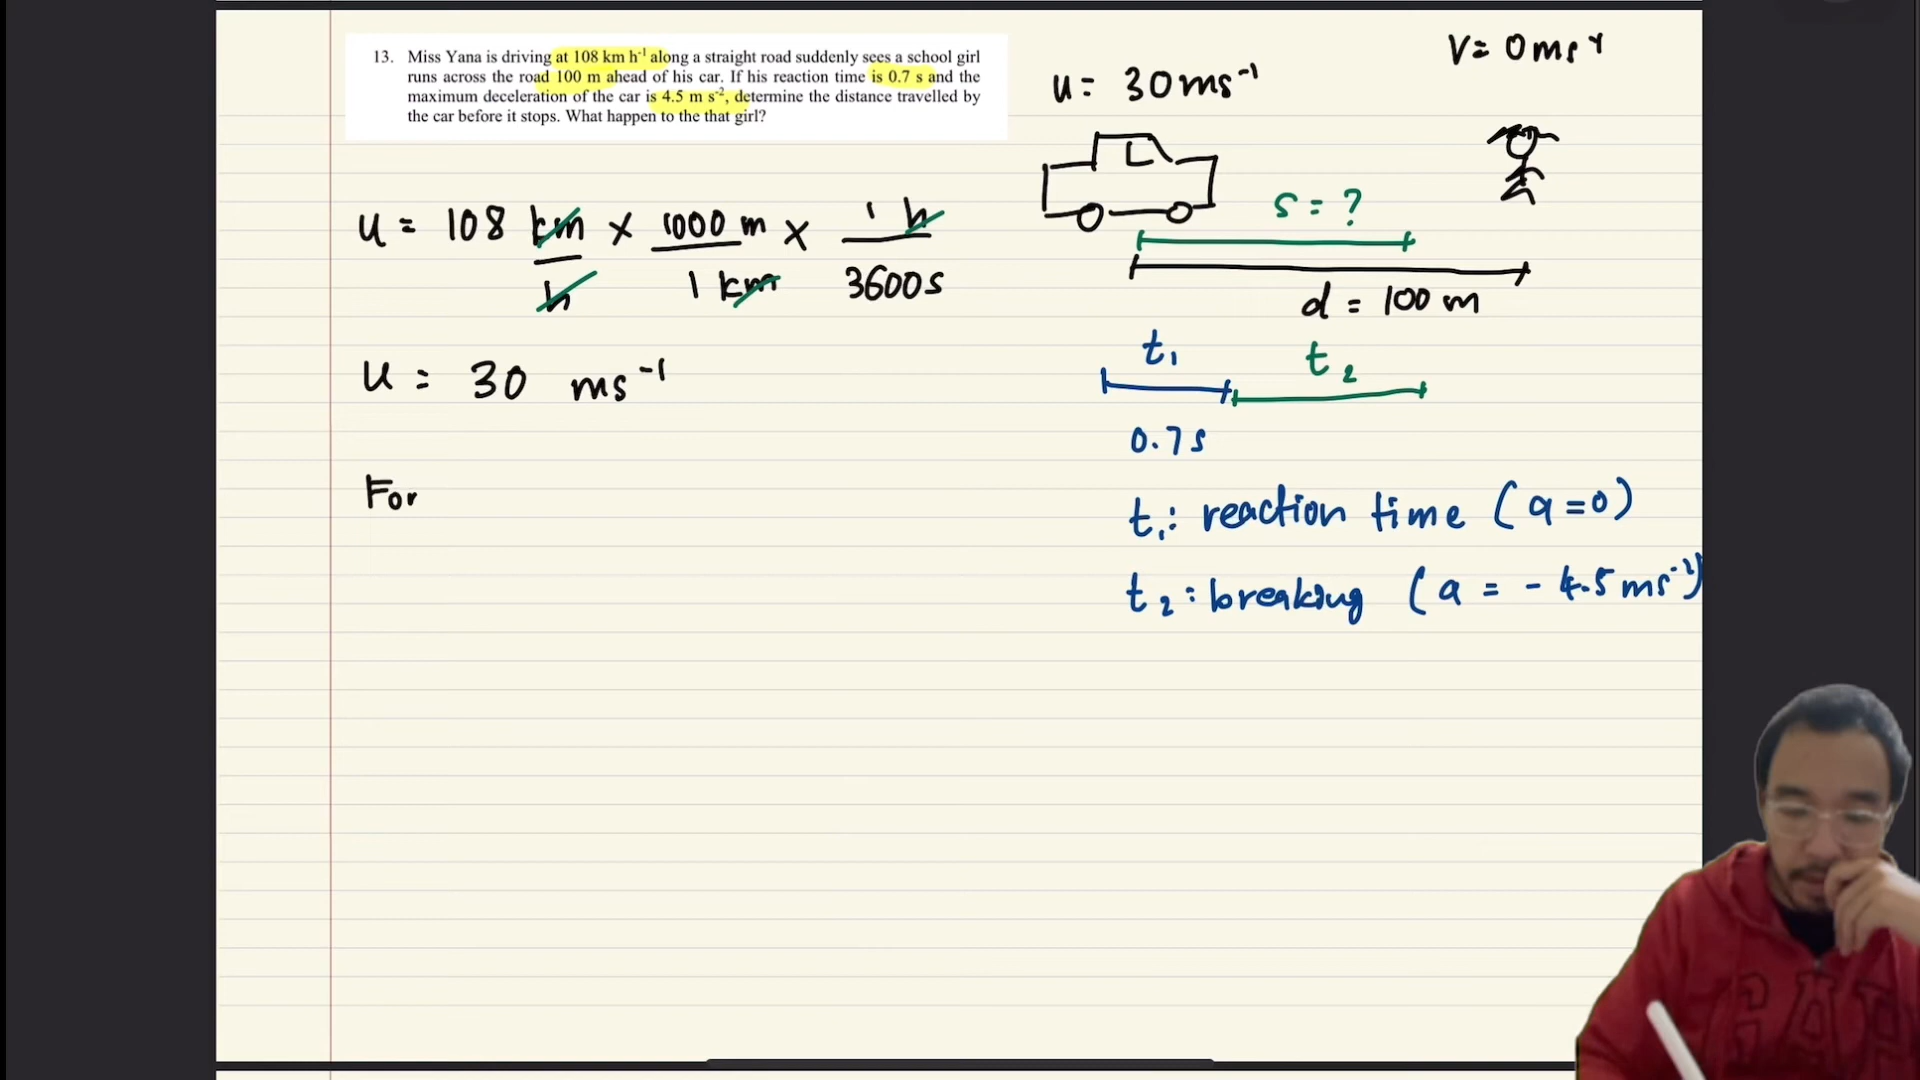 13. Miss Yana is driving at 108 km h⁻¹ along a straight road suddenly sees a school girl
runs across the road 100 m ahead of his car. If his reaction time is 0.7 s and the
maximum deceleration of the car is 4.5 m s⁻², determine the distance travelled by
the car before it stops. What happen to the that girl?
u = 30 ms⁻¹
v = 0 ms⁻¹
s = ?
d = 100 m
u = 108 km/h × 1000 m/1 km × 1 h/3600 s
u = 30 ms⁻¹
t₁ t₂
0.7 s
For
t₁: reaction time (a = 0)
t₂: breaking (a = - 4.5 ms⁻²)